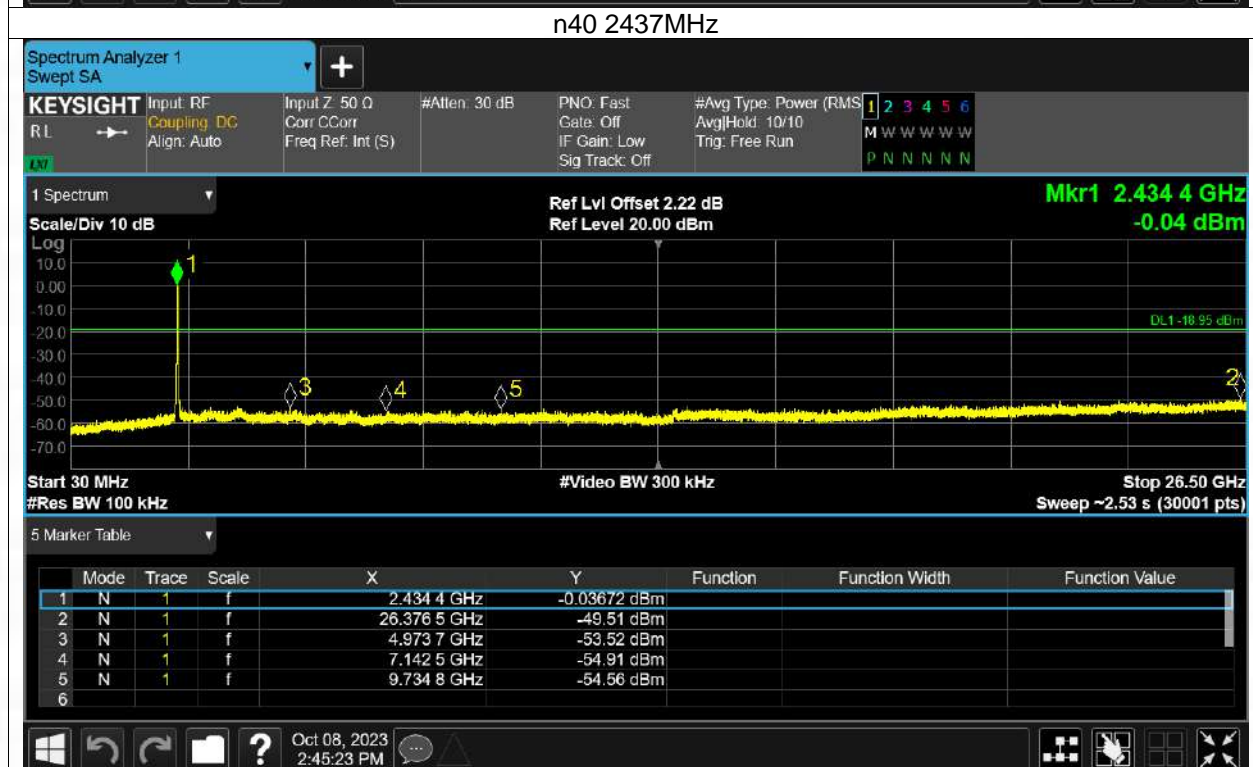 n40 2437MHz
Spectrum Analyzer 1
Swept SA
+
KEYSIGHT Input: RF Input Z: 50 Ω #Atten: 30 dB PNO: Fast #Avg Type: Power (RMS 1 2 3 4 5 6
RL Coupling: DC Corr CCorr Gate: Off Avg|Hold: 10/10 M W W W W W
Align: Auto Freq Ref: Int (S) IF Gain: Low Trig: Free Run P N N N N N
LXI Sig Track: Off
1 Spectrum Ref Lvl Offset 2.22 dB Mkr1 2.434 4 GHz
Scale/Div 10 dB Ref Level 20.00 dBm -0.04 dBm
Log
10.0 1
0.00
-10.0
DL1 -18.95 dBm
-20.0
-30.0
-40.0 3 4 5 2
-50.0
-60.0
-70.0
Start 30 MHz #Video BW 300 kHz Stop 26.50 GHz
#Res BW 100 kHz Sweep ~2.53 s (30001 pts)
5 Marker Table
Mode Trace Scale X Y Function Function Width Function Value
1 N 1 f 2.434 4 GHz -0.03672 dBm
2 N 1 f 26.376 5 GHz -49.51 dBm
3 N 1 f 4.973 7 GHz -53.52 dBm
4 N 1 f 7.142 5 GHz -54.91 dBm
5 N 1 f 9.734 8 GHz -54.56 dBm
6
? Oct 08, 2023
2:45:23 PM